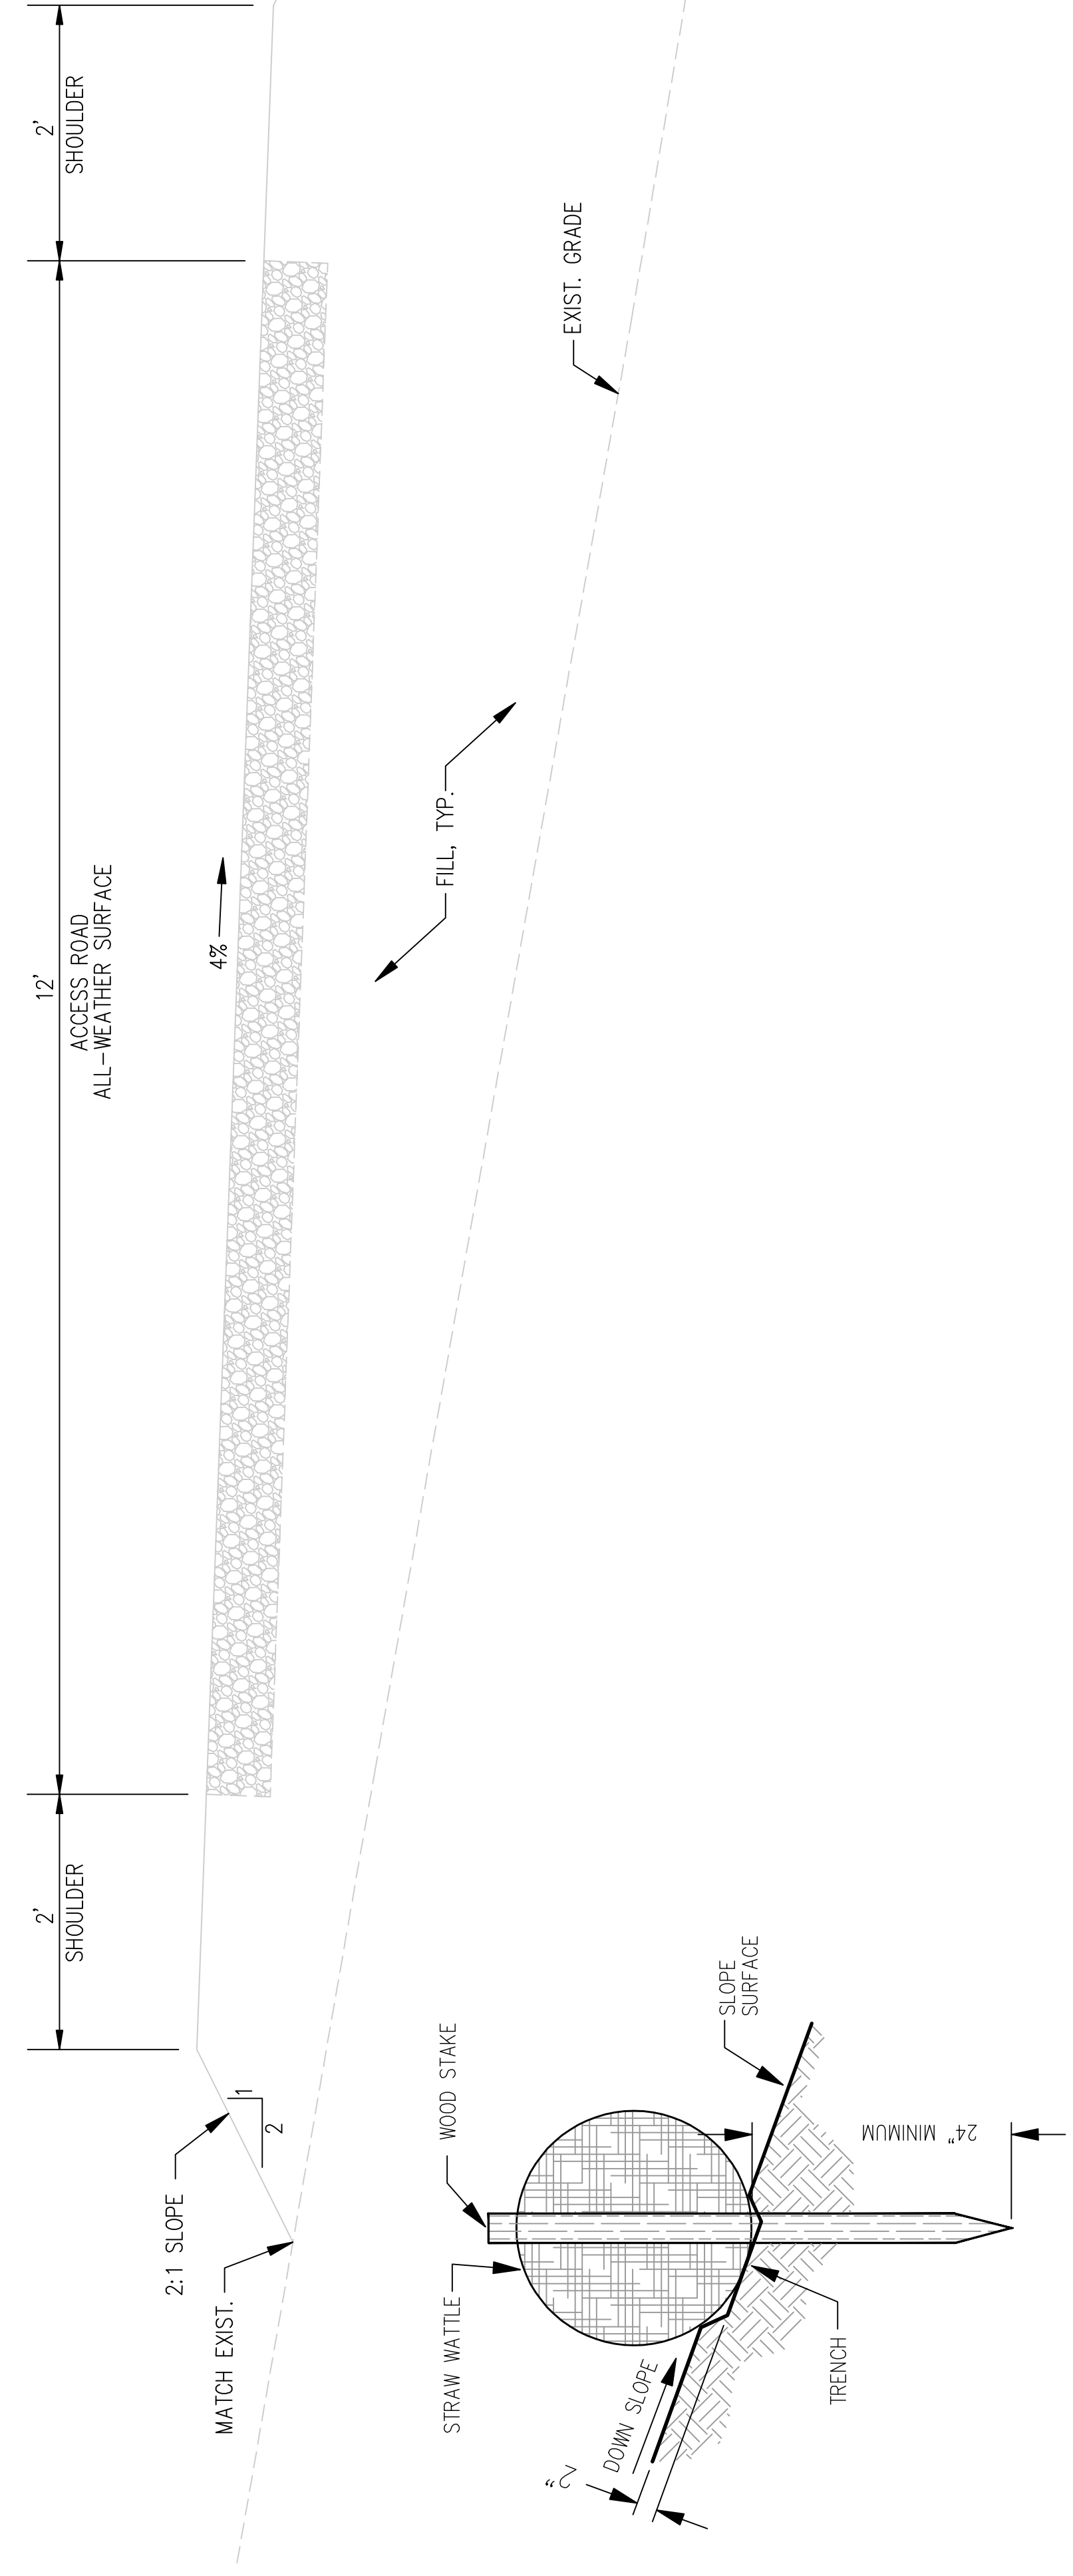 2'
SHOULDER
12'
ACCESS ROAD
ALL-WEATHER SURFACE
2'
SHOULDER
2:1 SLOPE
1
2
MATCH EXIST.
4%
FILL, TYP.
EXIST. GRADE
STRAW WATTLE
WOOD STAKE
2"
DOWN SLOPE
SLOPE
SURFACE
TRENCH
24" MINIMUM